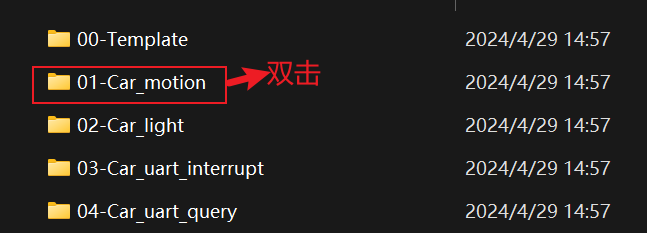 00-Template 2024/4/29 14:57
01-Car_motion 双击 2024/4/29 14:57
02-Car_light 2024/4/29 14:57
03-Car_uart_interrupt 2024/4/29 14:57
04-Car_uart_query 2024/4/29 14:57